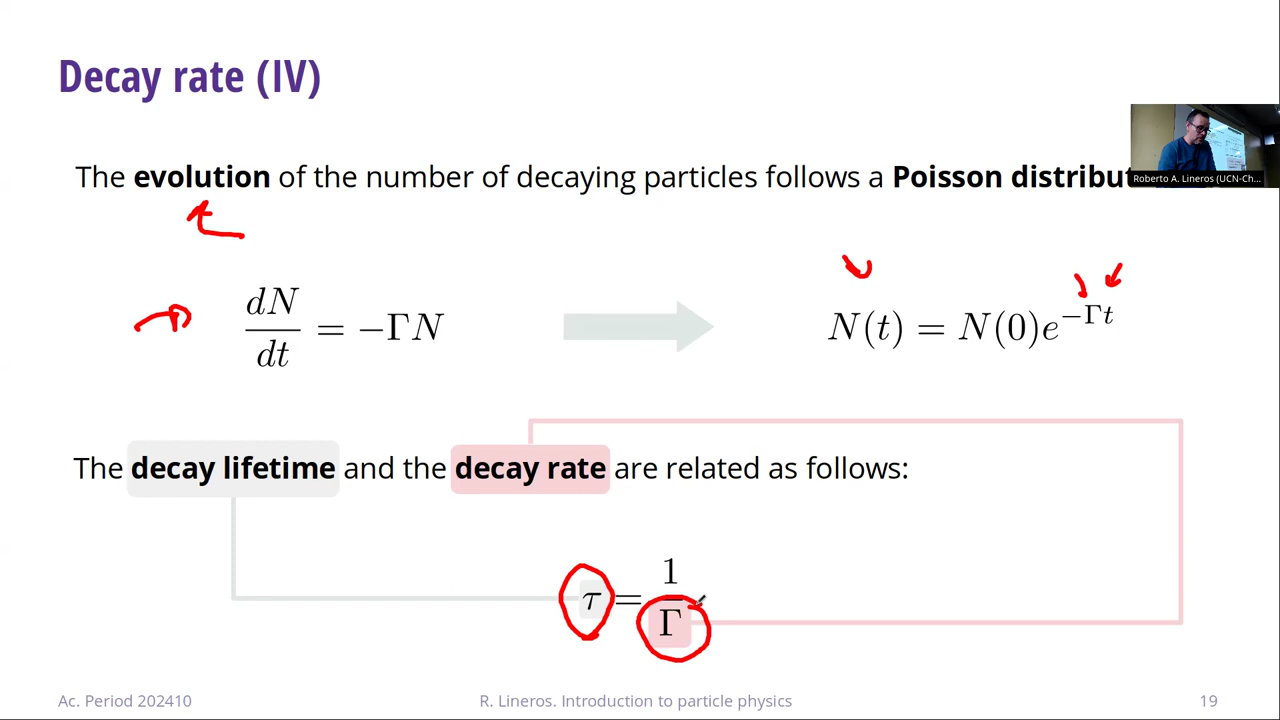 Decay rate (IV)
The evolution of the number of decaying particles follows a Poisson
Roberto A. Lineros (UCN-Ch...
dN/dt = −ΓN
N(t) = N(0)e^{−Γt}
The decay lifetime and the decay rate are related as follows:
τ = 1/Γ
Ac. Period 202410 R. Lineros. Introduction to particle physics 19